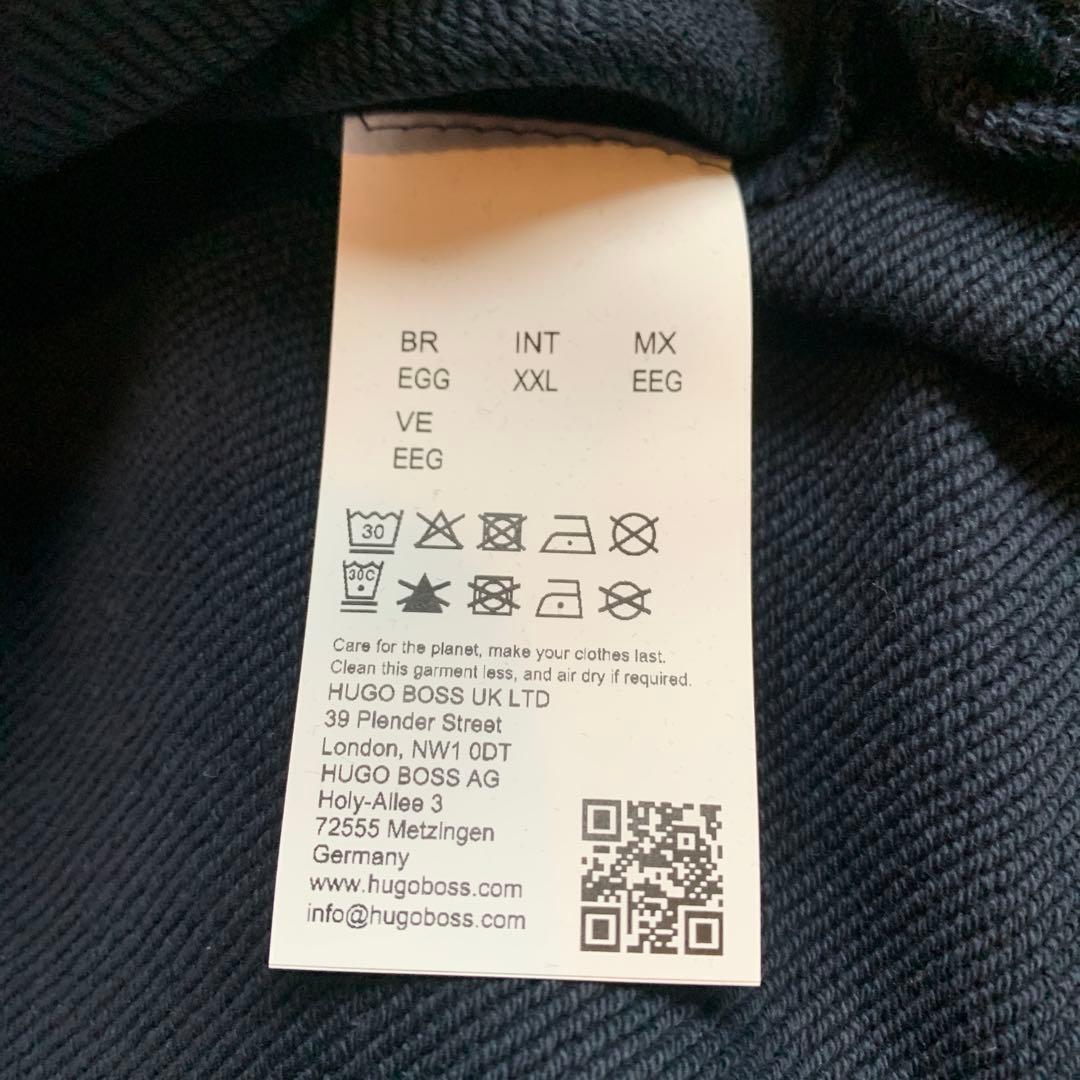 BR INT MX
EGG XXL EEG
VE
EEG
30
30C
Care for the planet, make your clothes last.
Clean this garment less, and air dry if required.
HUGO BOSS UK LTD
39 Plender Street
London, NW1 0DT
HUGO BOSS AG
Holy-Allee 3
72555 Metzingen
Germany
www.hugoboss.com
info@hugoboss.com